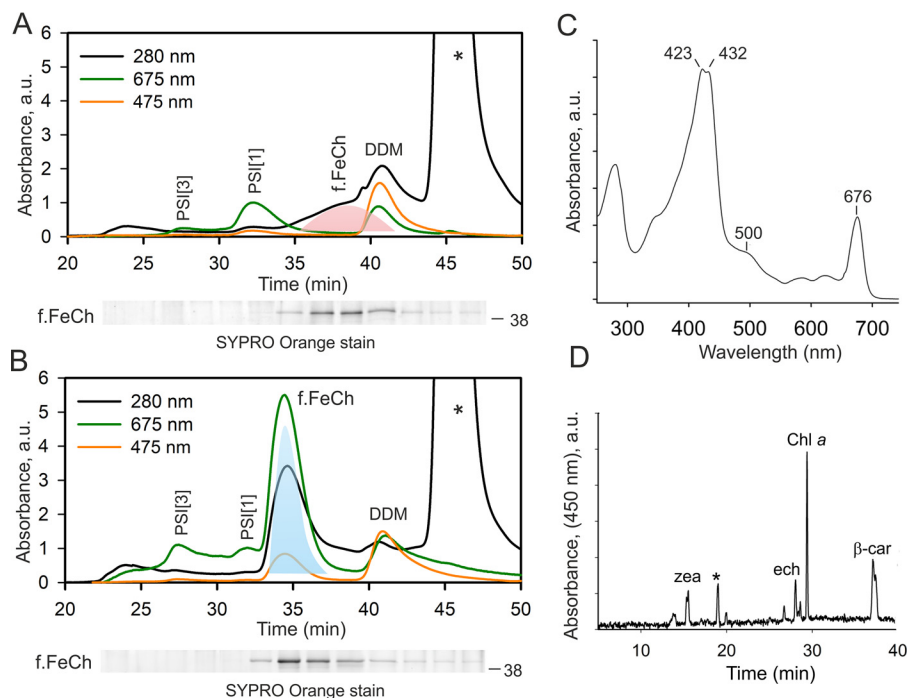 A
Absorbance, a.u.
6
5
4
3
2
1
0
280 nm
675 nm
475 nm
PSI[3]
PSI[1]
f.FeCh
DDM
*
20 25 30 35 40 45 50
Time (min)
f.FeCh
38
SYPRO Orange stain
B
Absorbance, a.u.
6
5
4
3
2
1
0
280 nm
675 nm
475 nm
PSI[3]
PSI[1]
f.FeCh
DDM
*
20 25 30 35 40 45 50
Time (min)
f.FeCh
38
SYPRO Orange stain
C
Absorbance, a.u.
423 432
500
676
300 400 500 600 700
Wavelength (nm)
D
Absorbance, (450 nm), a.u.
zea
*
ech
Chl a
β-car
10 20 30 40
Time (min)